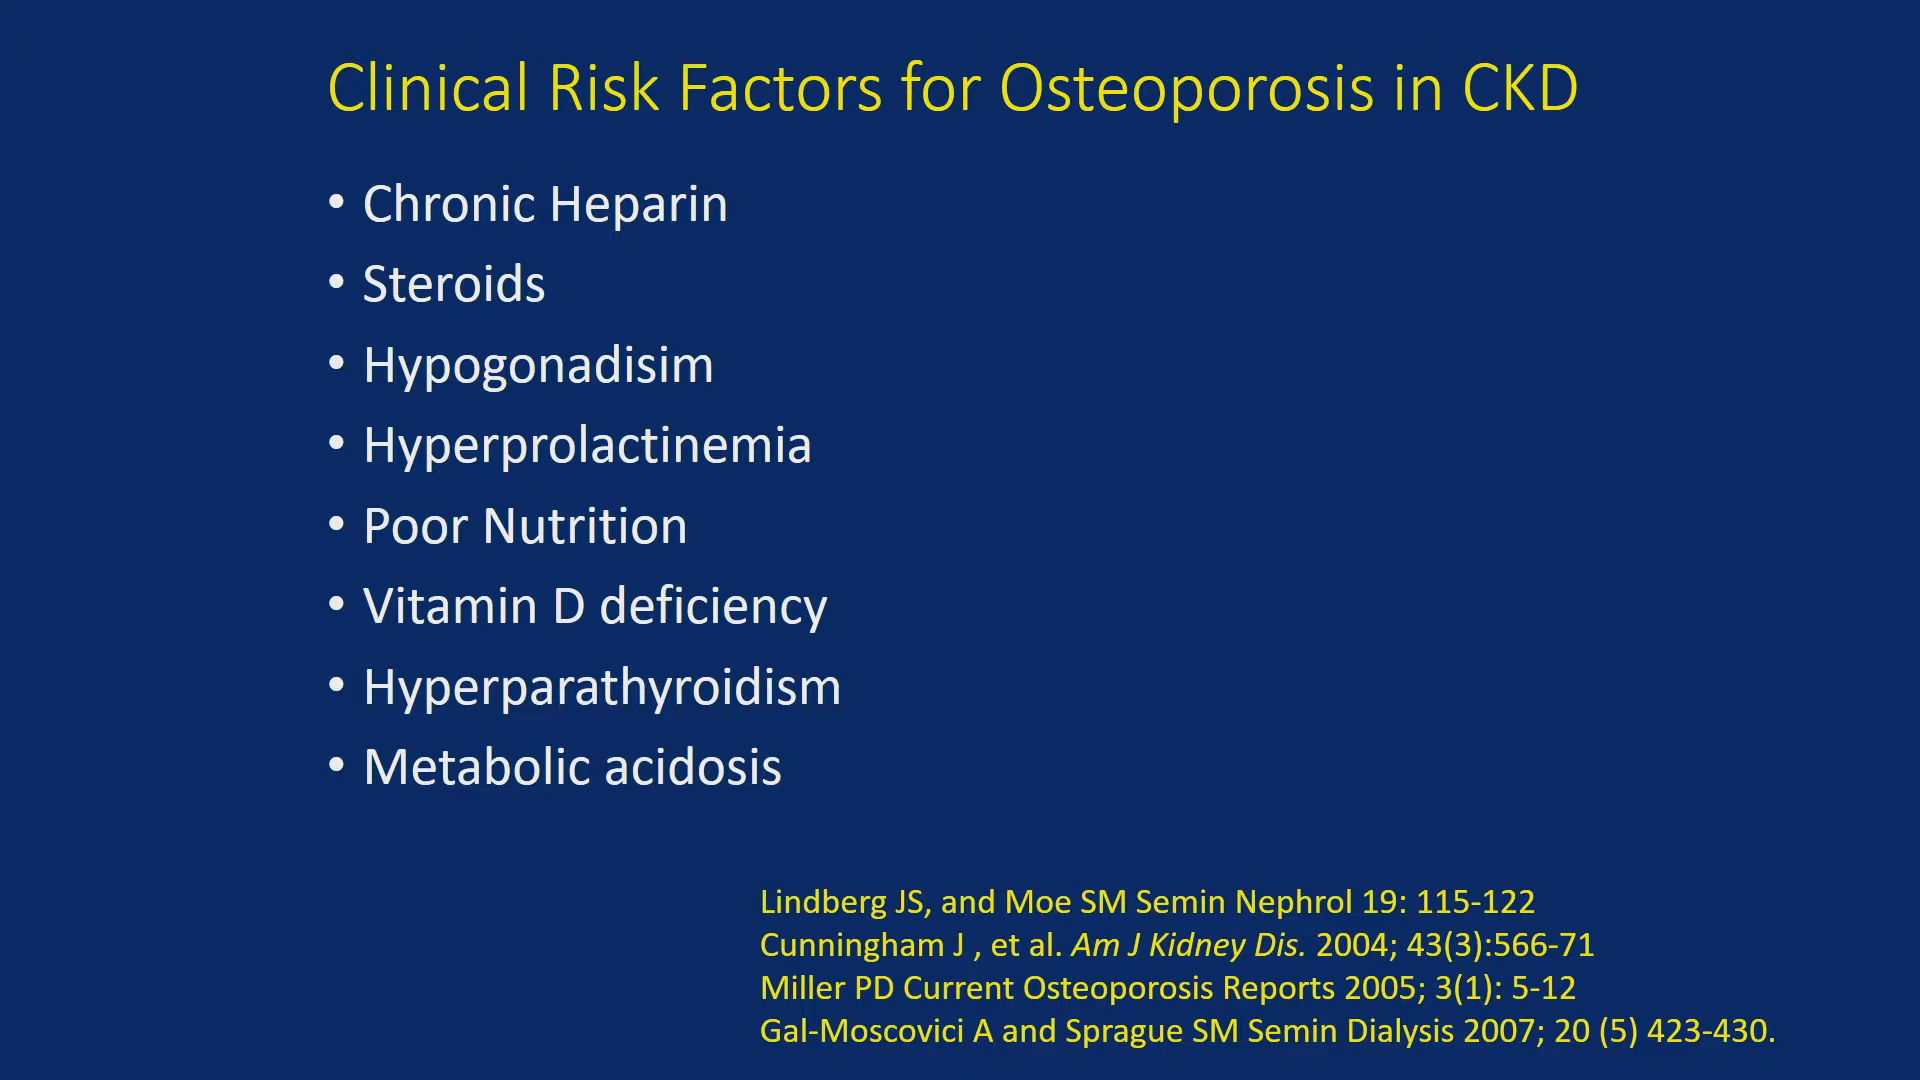 Clinical Risk Factors for Osteoporosis in CKD
• Chronic Heparin
• Steroids
• Hypogonadisim
• Hyperprolactinemia
• Poor Nutrition
• Vitamin D deficiency
• Hyperparathyroidism
• Metabolic acidosis
Lindberg JS, and Moe SM Semin Nephrol 19: 115-122
Cunningham J , et al. Am J Kidney Dis. 2004; 43(3):566-71
Miller PD Current Osteoporosis Reports 2005; 3(1): 5-12
Gal-Moscovici A and Sprague SM Semin Dialysis 2007; 20 (5) 423-430.